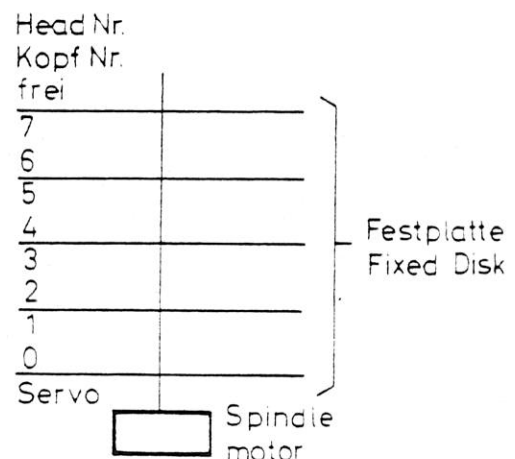 Head Nr.
Kopf Nr.
frei
7
6
5
4
3
2
1
0
Servo
Festplatte
Fixed Disk
Spindle
motor